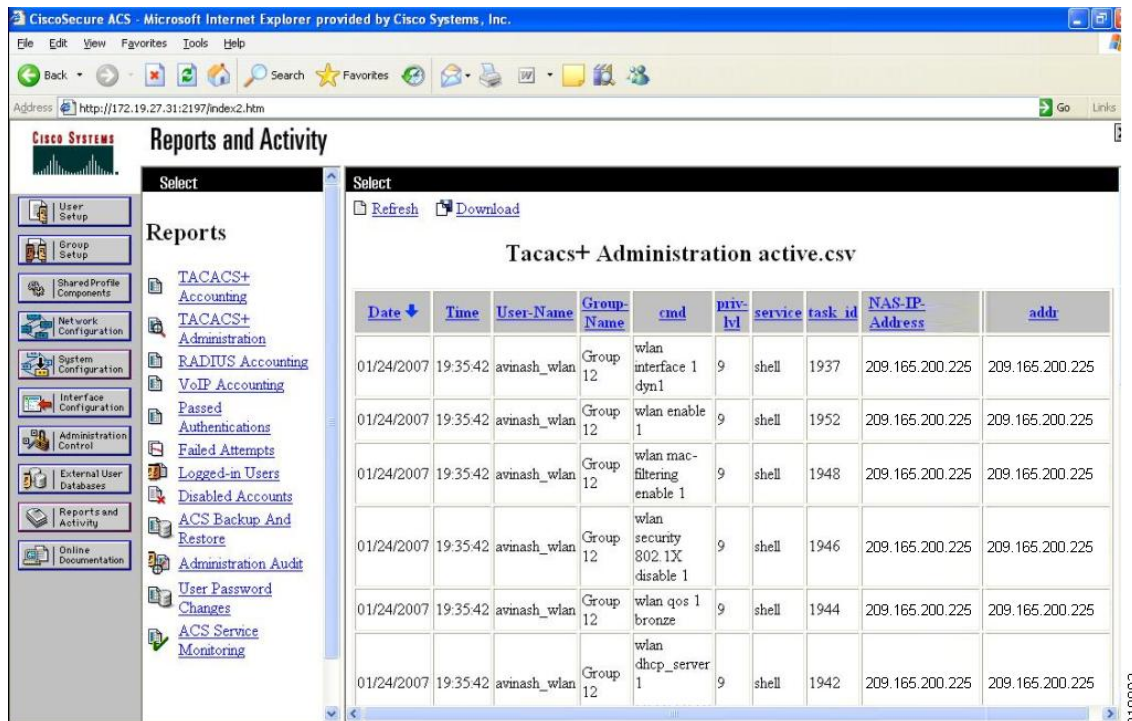 CiscoSecure ACS - Microsoft Internet Explorer provided by Cisco Systems, Inc.
File Edit View Favorites Tools Help
Back Search Favorites
Address http://172.19.27.31:2197/index2.htm Go Links
CISCO SYSTEMS
Reports and Activity
User
Setup
Group
Setup
Shared Profile
Components
Network
Configuration
System
Configuration
Interface
Configuration
Administration
Control
External User
Databases
Reports and
Activity
Online
Documentation
Select
Reports
TACACS+
Accounting
TACACS+
Administration
RADIUS Accounting
VoIP Accounting
Passed
Authentications
Failed Attempts
Logged-in Users
Disabled Accounts
ACS Backup And
Restore
Administration Audit
User Password
Changes
ACS Service
Monitoring
Select
Refresh Download
Tacacs+ Administration active.csv
Date Time User-Name Group-Name cmd priv-lvl service task_id NAS-IP-Address addr
01/24/2007 19:35:42 avinash_wlan Group 12 wlan interface 1 dyn1 9 shell 1937 209.165.200.225 209.165.200.225
01/24/2007 19:35:42 avinash_wlan Group 12 wlan enable 1 9 shell 1952 209.165.200.225 209.165.200.225
01/24/2007 19:35:42 avinash_wlan Group 12 wlan mac-filtering enable 1 9 shell 1948 209.165.200.225 209.165.200.225
01/24/2007 19:35:42 avinash_wlan Group 12 wlan security 802.1X disable 1 9 shell 1946 209.165.200.225 209.165.200.225
01/24/2007 19:35:42 avinash_wlan Group 12 wlan qos 1 bronze 9 shell 1944 209.165.200.225 209.165.200.225
01/24/2007 19:35:42 avinash_wlan Group 12 wlan dhcp_server 1 9 shell 1942 209.165.200.225 209.165.200.225